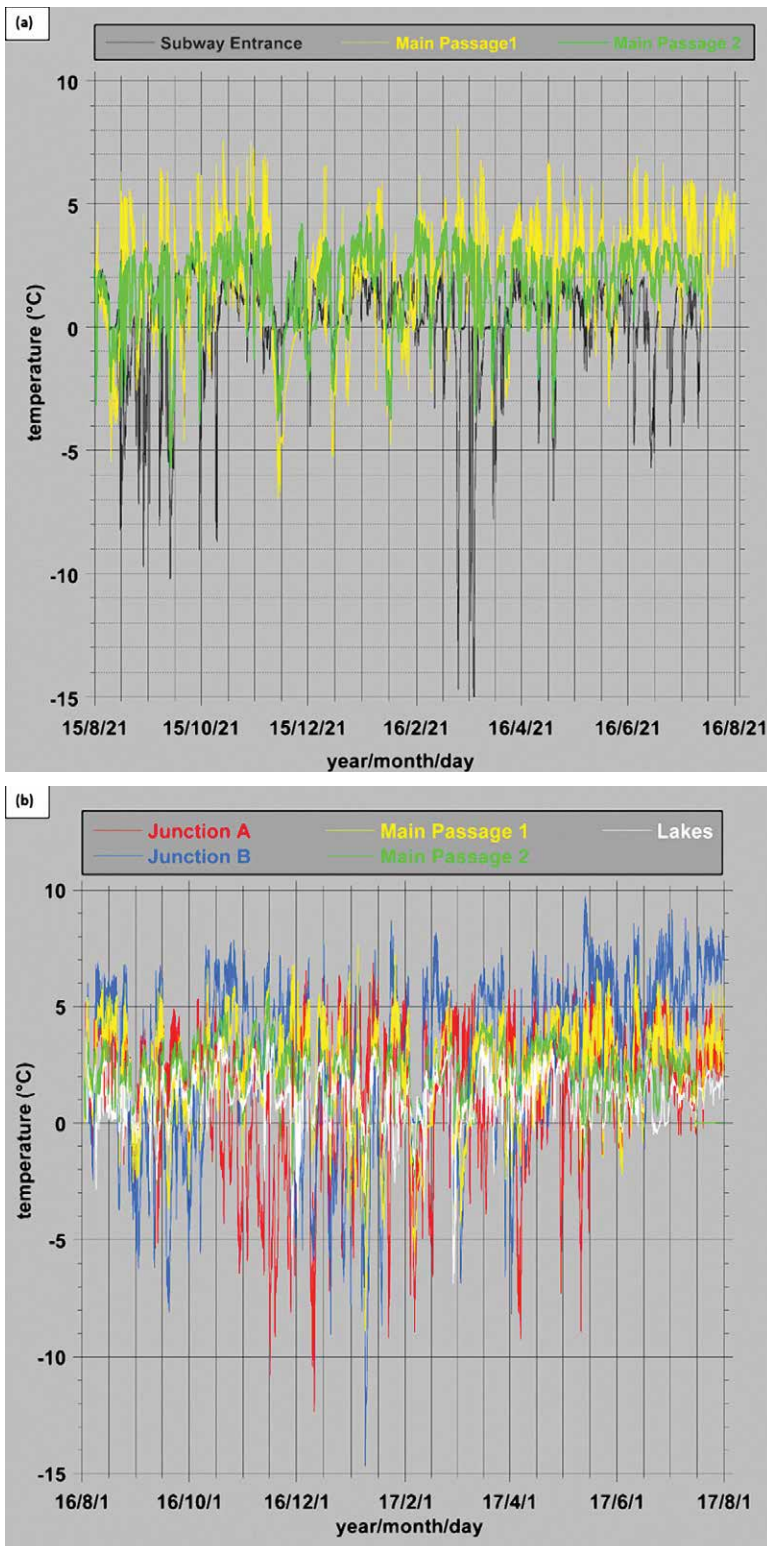 (a)
Subway Entrance Main Passage1 Main Passage 2
10
5
0
-5
-10
-15
temperature (°C)
15/8/21 15/10/21 15/12/21 16/2/21 16/4/21 16/6/21 16/8/21
year/month/day
(b)
Junction A Main Passage 1 Lakes
Junction B Main Passage 2
10
5
0
-5
-10
-15
temperature (°C)
16/8/1 16/10/1 16/12/1 17/2/1 17/4/1 17/6/1 17/8/1
year/month/day